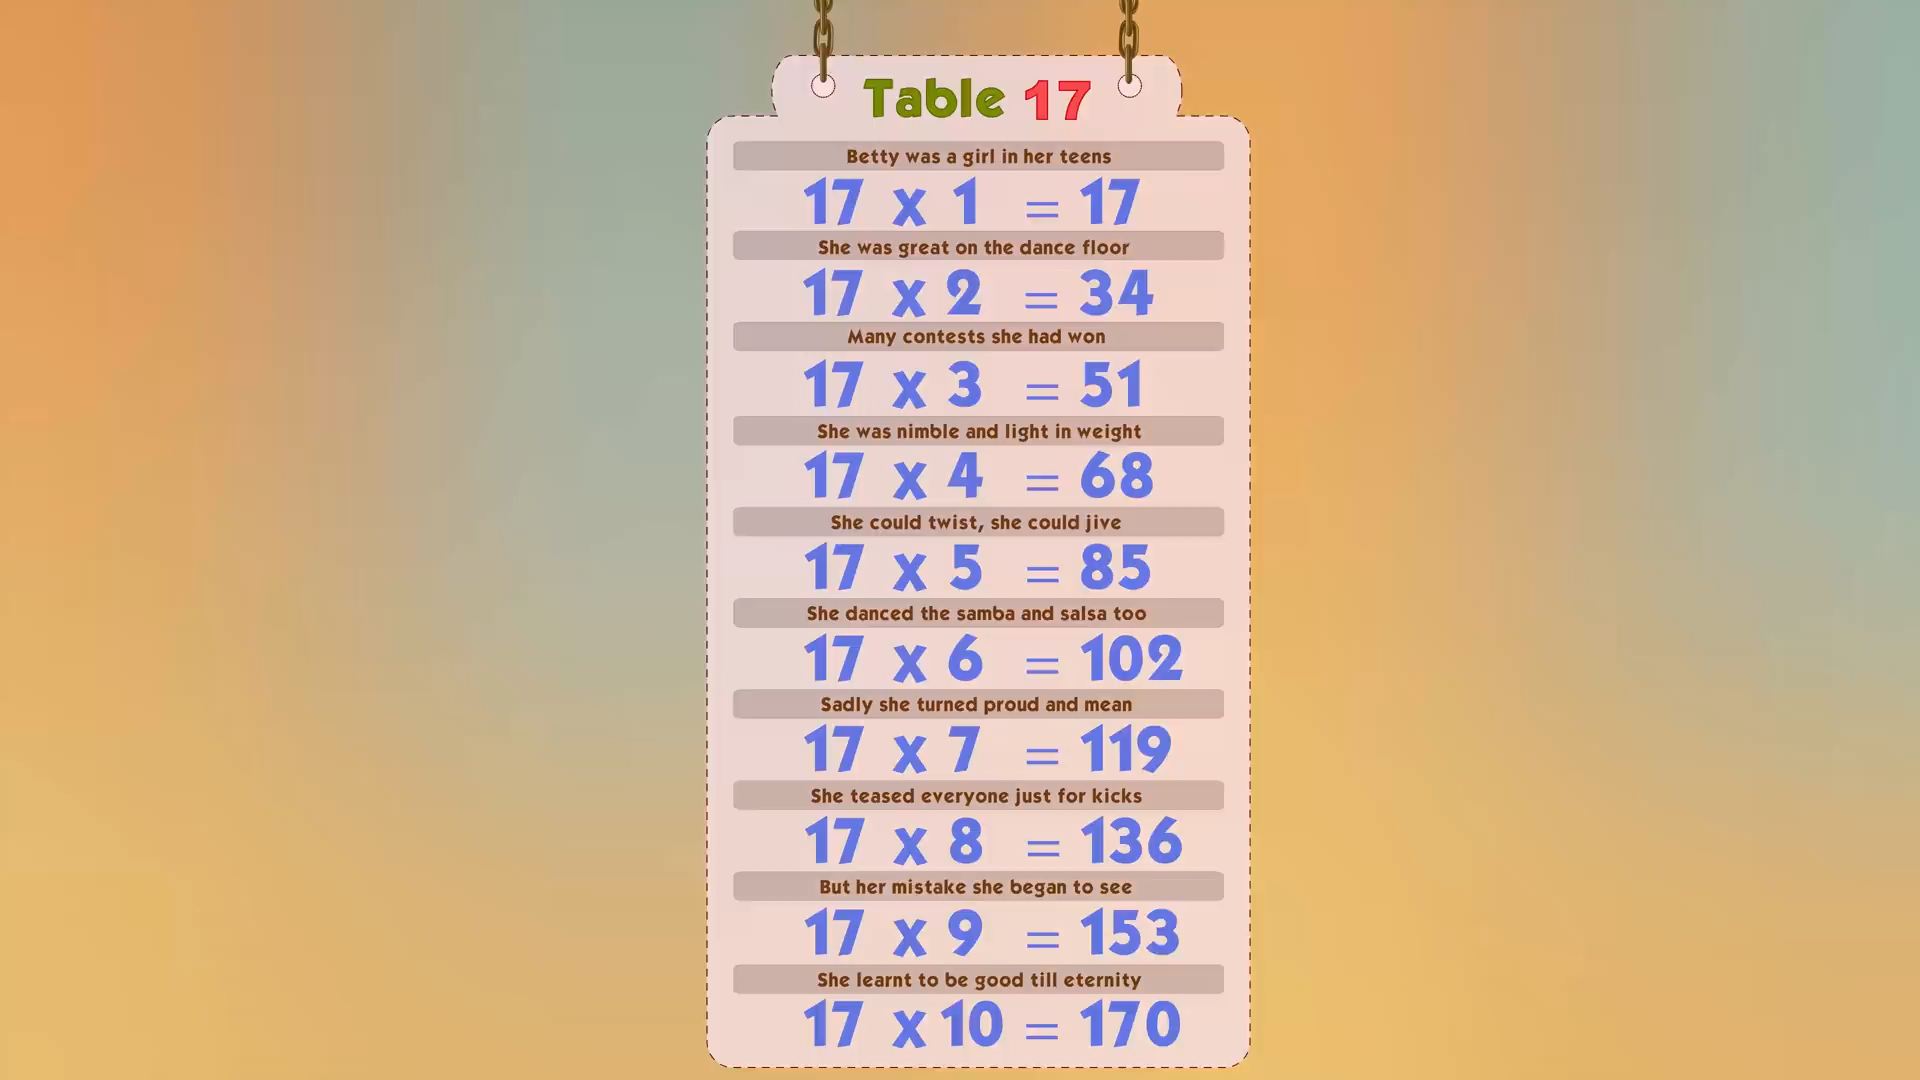 Table 17
Betty was a girl in her teens
17 x 1 = 17
She was great on the dance floor
17 x 2 = 34
Many contests she had won
17 x 3 = 51
She was nimble and light in weight
17 x 4 = 68
She could twist, she could jive
17 x 5 = 85
She danced the samba and salsa too
17 x 6 = 102
Sadly she turned proud and mean
17 x 7 = 119
She teased everyone just for kicks
17 x 8 = 136
But her mistake she began to see
17 x 9 = 153
She learnt to be good till eternity
17 x 10 = 170